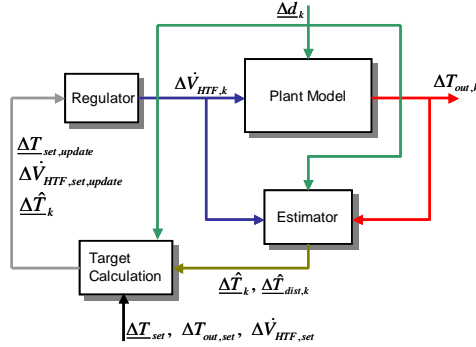 Δd_k
Regulator
ΔV̇_HTF,k
Plant Model
ΔT_out,k
ΔT_set,update
ΔV̇_HTF,set,update
ΔT̂_k
Estimator
Target
Calculation
ΔT̂_k, ΔT̂_dist,k
ΔT_set, ΔT_out,set, ΔV̇_HTF,set